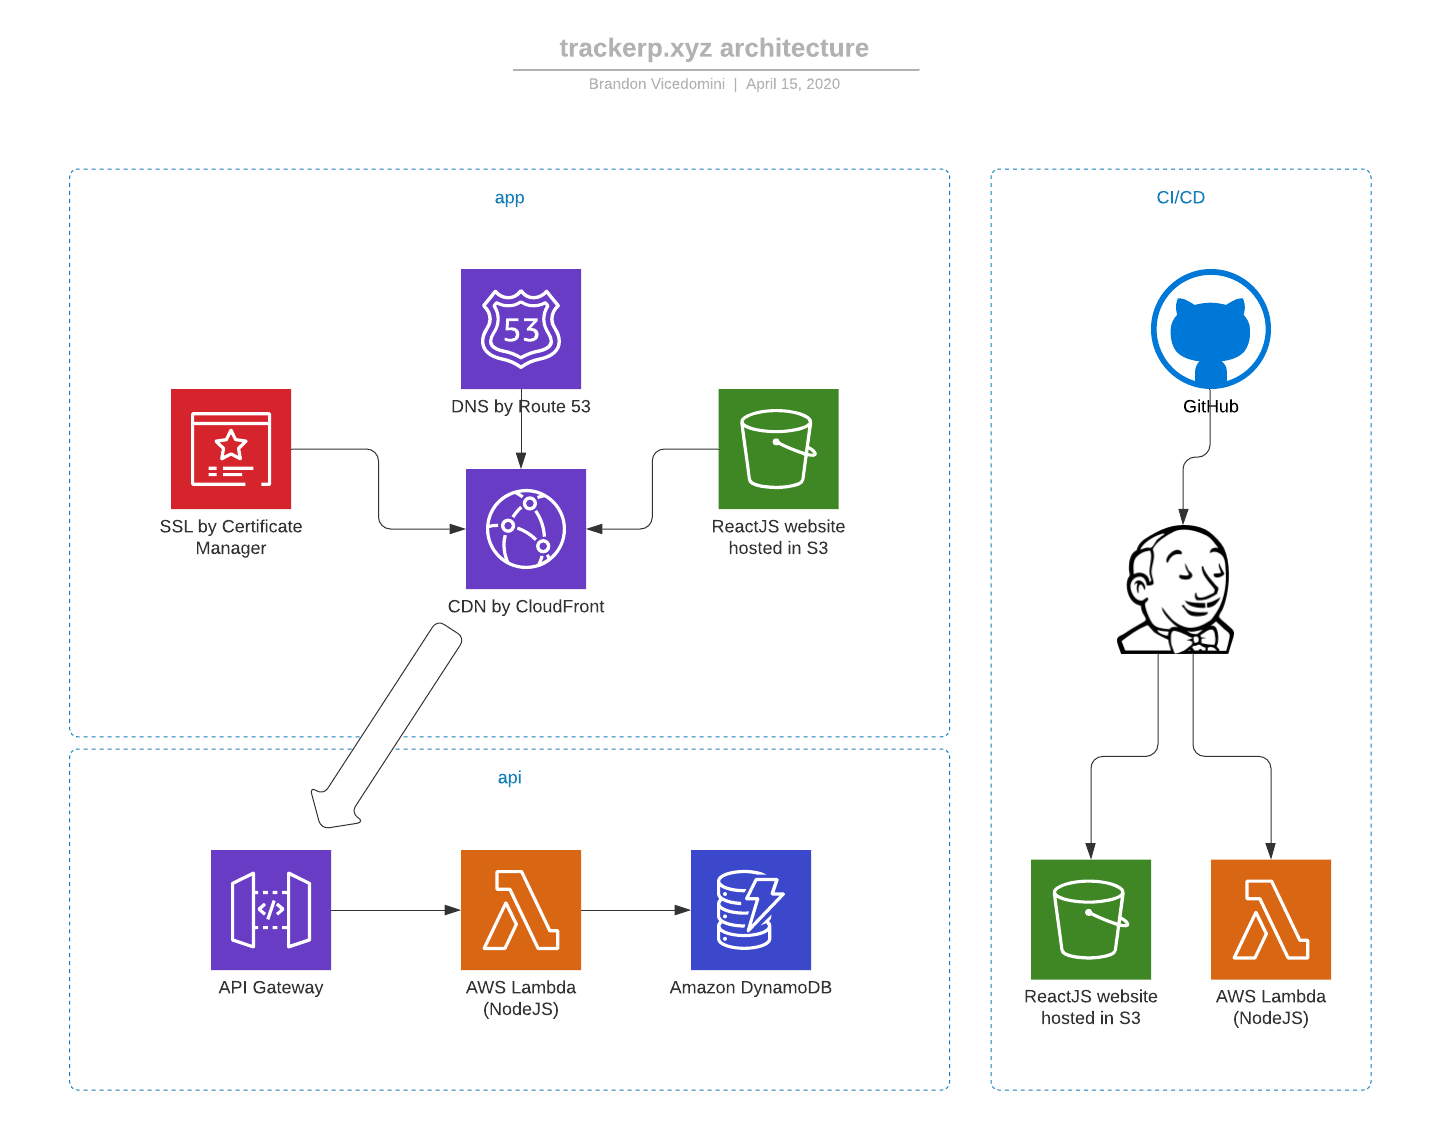 trackerp.xyz architecture
Brandon Vicedomini | April 15, 2020
app
53
DNS by Route 53
SSL by Certificate
Manager
ReactJS website
hosted in S3
CDN by CloudFront
api
</>
API Gateway
AWS Lambda
(NodeJS)
Amazon DynamoDB
CI/CD
GitHub
ReactJS website
hosted in S3
AWS Lambda
(NodeJS)